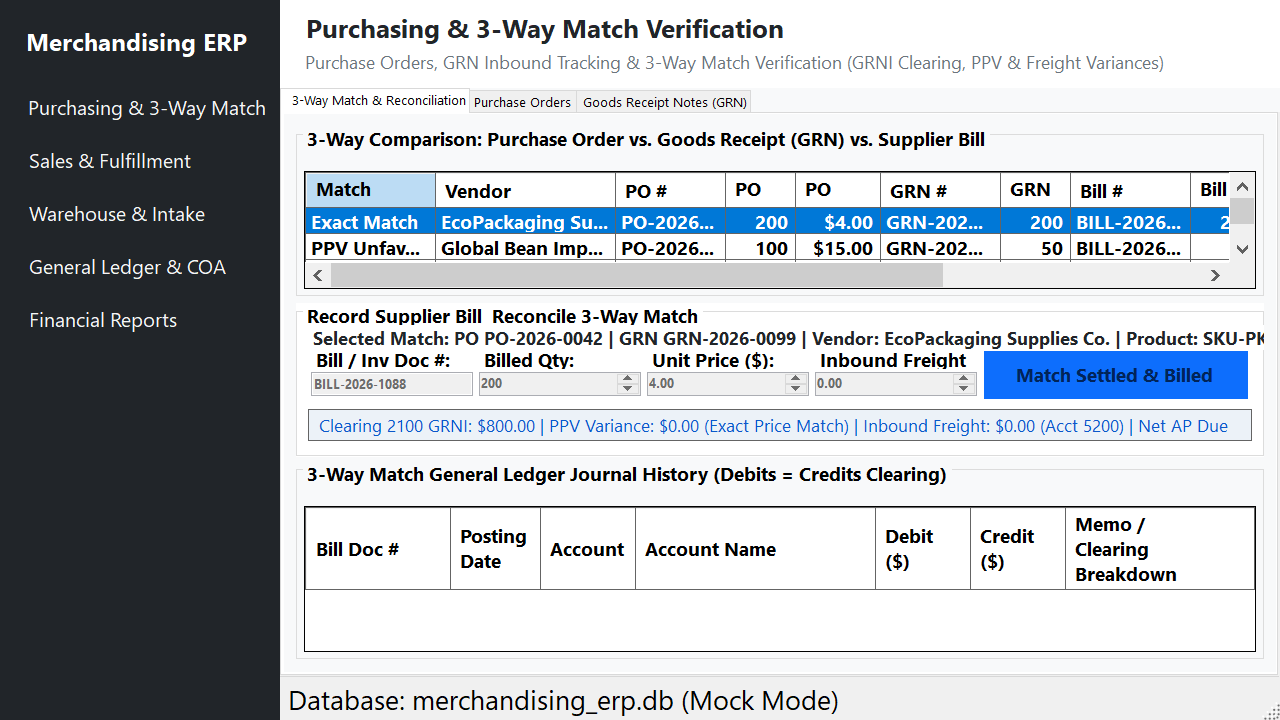 Merchandising ERP
Purchasing & 3-Way Match
Sales & Fulfillment
Warehouse & Intake
General Ledger & COA
Financial Reports
Purchasing & 3-Way Match Verification
Purchase Orders, GRN Inbound Tracking & 3-Way Match Verification (GRNI Clearing, PPV & Freight Variances)
3-Way Match & Reconciliation Purchase Orders Goods Receipt Notes (GRN)
3-Way Comparison: Purchase Order vs. Goods Receipt (GRN) vs. Supplier Bill
Match Vendor PO # PO PO GRN # GRN Bill # Bill
Exact Match EcoPackaging Su... PO-2026... 200 $4.00 GRN-202... 200 BILL-2026... 2
PPV Unfav... Global Bean Imp... PO-2026... 100 $15.00 GRN-202... 50 BILL-2026...
Record Supplier Bill  Reconcile 3-Way Match
Selected Match: PO PO-2026-0042 | GRN GRN-2026-0099 | Vendor: EcoPackaging Supplies Co. | Product: SKU-PK
Bill / Inv Doc #: Billed Qty: Unit Price ($): Inbound Freight
BILL-2026-1088 200 4.00 0.00 Match Settled & Billed
Clearing 2100 GRNI: $800.00 | PPV Variance: $0.00 (Exact Price Match) | Inbound Freight: $0.00 (Acct 5200) | Net AP Due
3-Way Match General Ledger Journal History (Debits = Credits Clearing)
Bill Doc # Posting Date Account Account Name Debit ($) Credit ($) Memo / Clearing Breakdown
Database: merchandising_erp.db (Mock Mode)